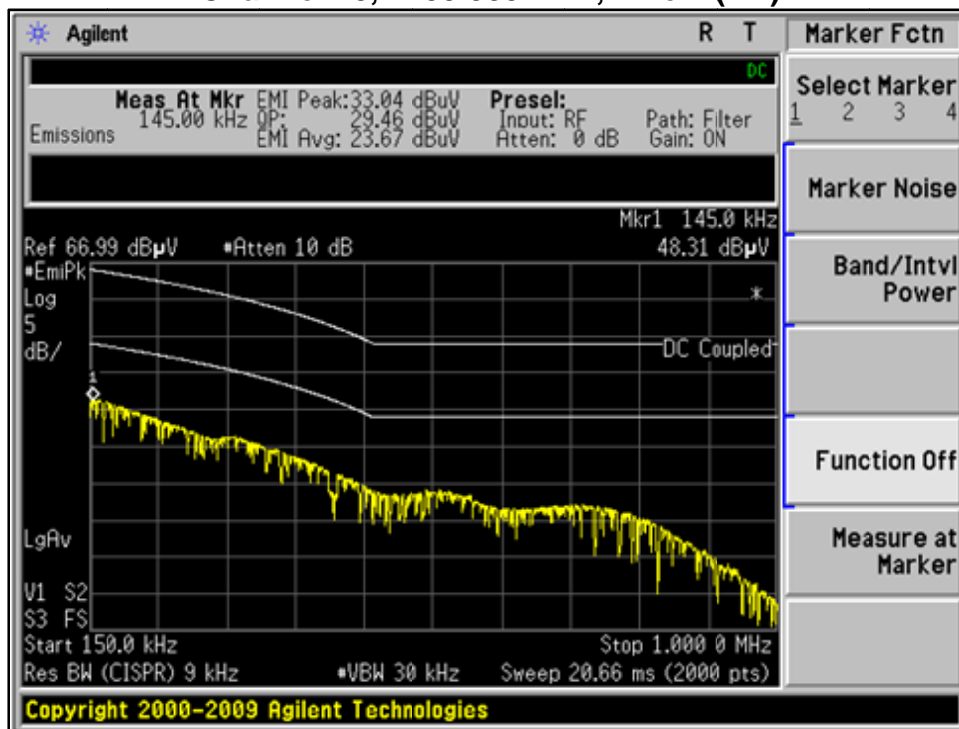 Agilent R T Marker Fctn
DC
Select Marker
1 2 3 4
Meas At Mkr EMI Peak:33.04 dBuV Presel:
145.00 kHz QP: 29.46 dBuV Input: RF Path: Filter
Emissions EMI Avg: 23.67 dBuV Atten: 0 dB Gain: ON
Marker Noise
Mkr1 145.0 kHz
Ref 66.99 dBµV #Atten 10 dB 48.31 dBµV
#EmiPk
Log
5
dB/
*
DC Coupled
1
Band/Intvl
Power
Function Off
LgAv
Measure at
Marker
V1 S2
S3 FS
Start 150.0 kHz Stop 1.000 0 MHz
Res BW (CISPR) 9 kHz #VBW 30 kHz Sweep 20.66 ms (2000 pts)
Copyright 2000-2009 Agilent Technologies